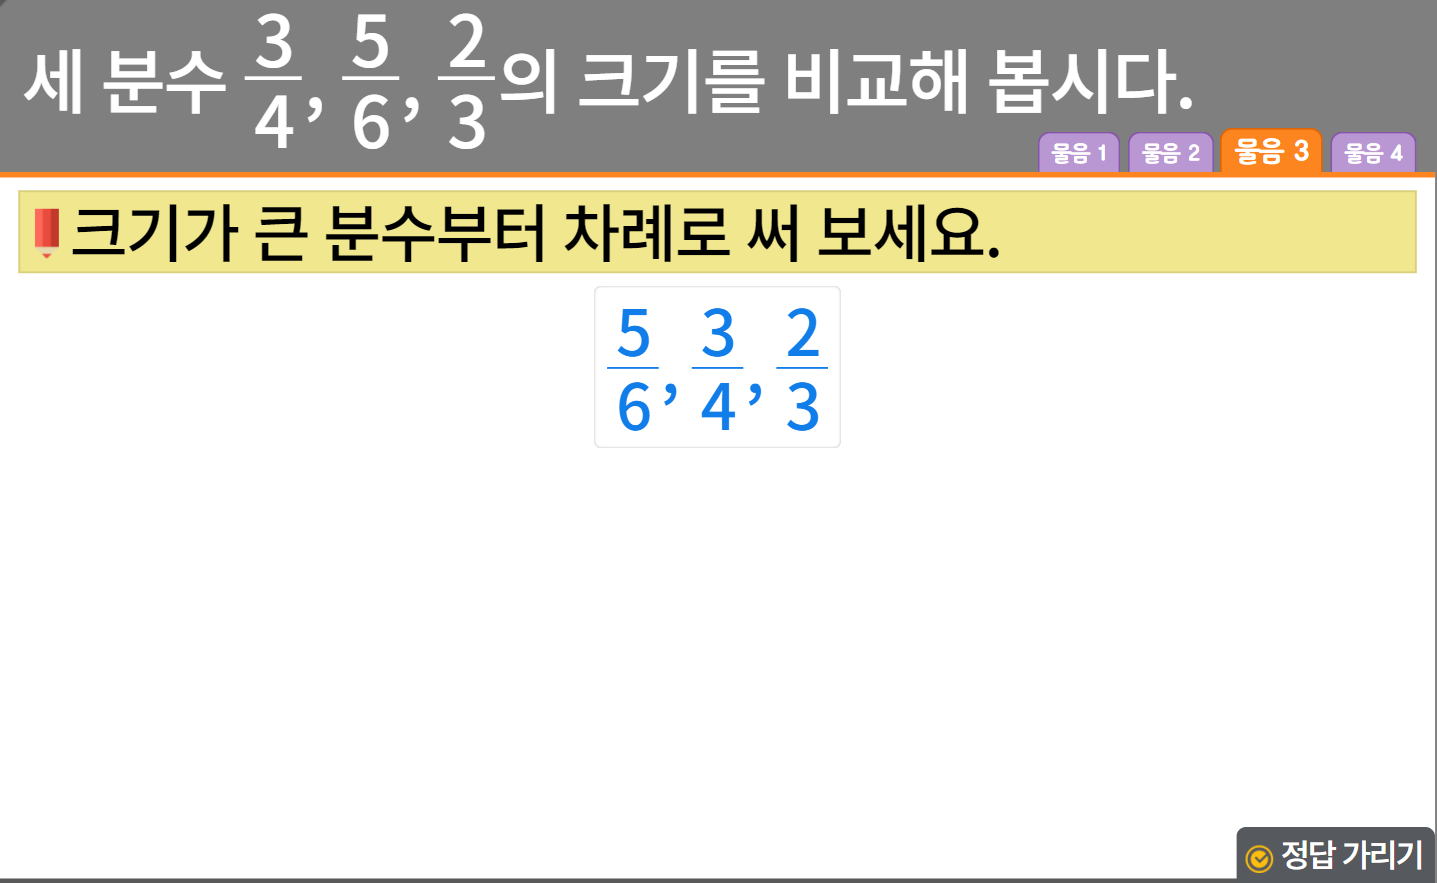 세 분수 3/4, 5/6, 2/3의 크기를 비교해 봅시다.
물음 1 물음 2 물음 3 물음 4
크기가 큰 분수부터 차례로 써 보세요.
5/6, 3/4, 2/3
정답 가리기